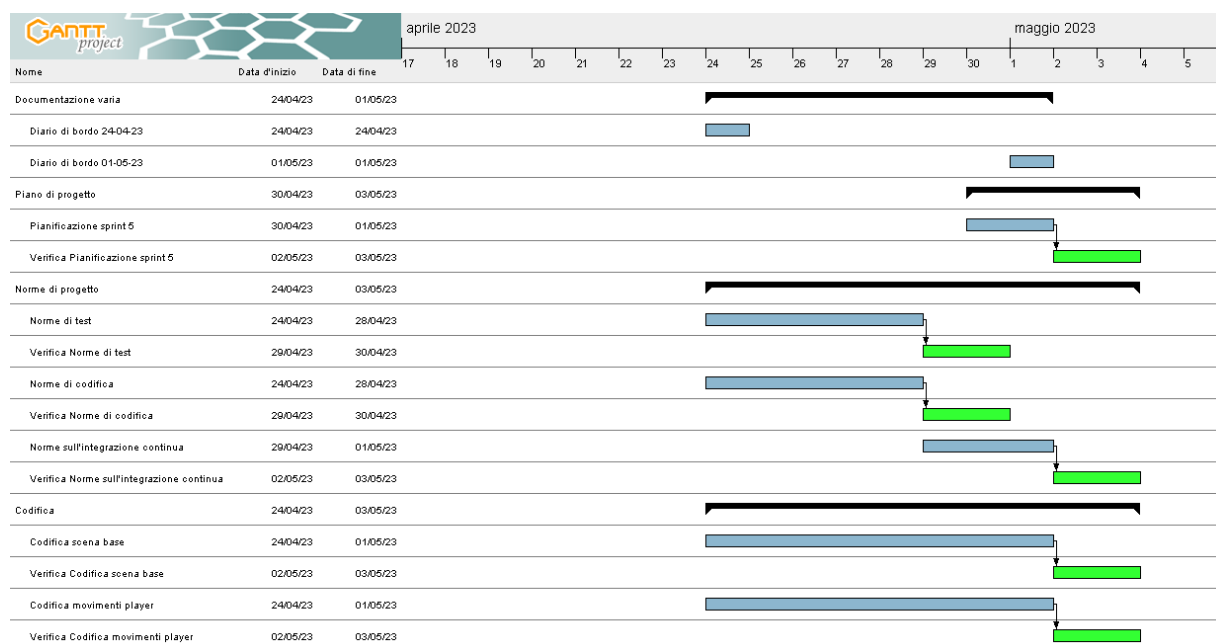 GANTT project
aprile 2023 maggio 2023
Nome Data d'inizio Data di fine 17 18 19 20 21 22 23 24 25 26 27 28 29 30 1 2 3 4 5
Documentazione varia 24/04/23 01/05/23
Diario di bordo 24-04-23 24/04/23 24/04/23
Diario di bordo 01-05-23 01/05/23 01/05/23
Piano di progetto 30/04/23 03/05/23
Pianificazione sprint 5 30/04/23 01/05/23
Verifica Pianificazione sprint 5 02/05/23 03/05/23
Norme di progetto 24/04/23 03/05/23
Norme di test 24/04/23 28/04/23
Verifica Norme di test 29/04/23 30/04/23
Norme di codifica 24/04/23 28/04/23
Verifica Norme di codifica 29/04/23 30/04/23
Norme sull'integrazione continua 29/04/23 01/05/23
Verifica Norme sull'integrazione continua 02/05/23 03/05/23
Codifica 24/04/23 03/05/23
Codifica scena base 24/04/23 01/05/23
Verifica Codifica scena base 02/05/23 03/05/23
Codifica movimenti player 24/04/23 01/05/23
Verifica Codifica movimenti player 02/05/23 03/05/23